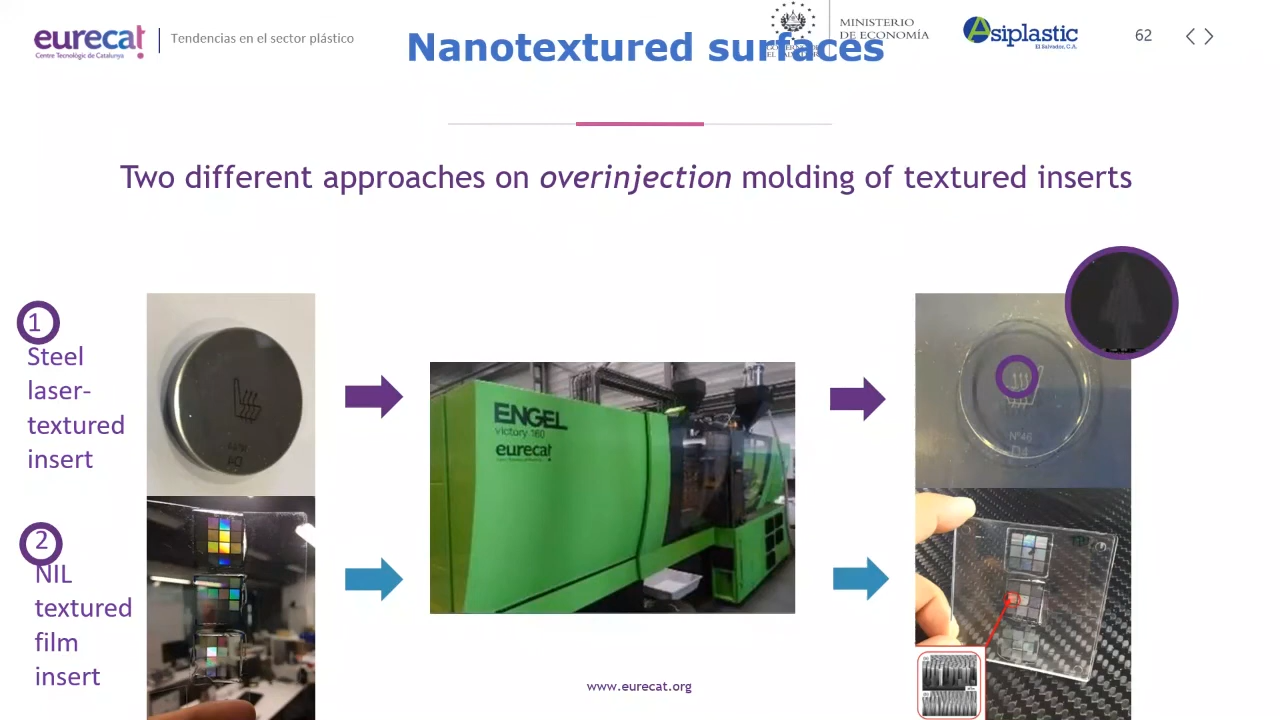 eurecat
Centre Tecnològic de Catalunya
Tendencias en el sector plástico
Nanotextured surfaces
MINISTERIO
DE ECONOMÍA
Asiplastic
El Salvador, C.A.
62
Two different approaches on overinjection molding of textured inserts
1
Steel
laser-
textured
insert
ENGEL
victory 160
eurecat
N°46
D4
2
NIL
textured
film
insert
www.eurecat.org